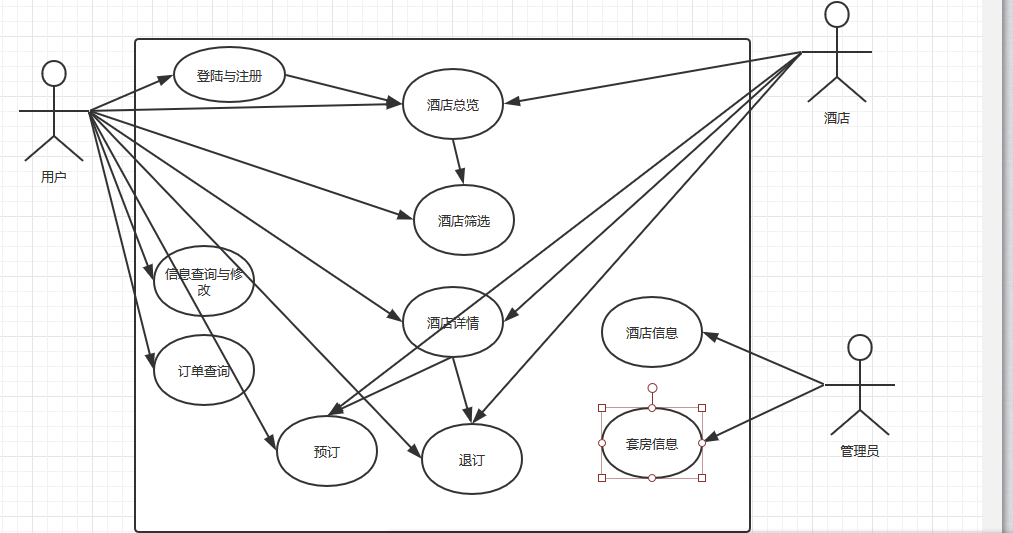 登陆与注册
酒店总览
酒店
用户
酒店筛选
信息查询与修
改
酒店详情
酒店信息
订单查询
预订
退订
套房信息
管理员